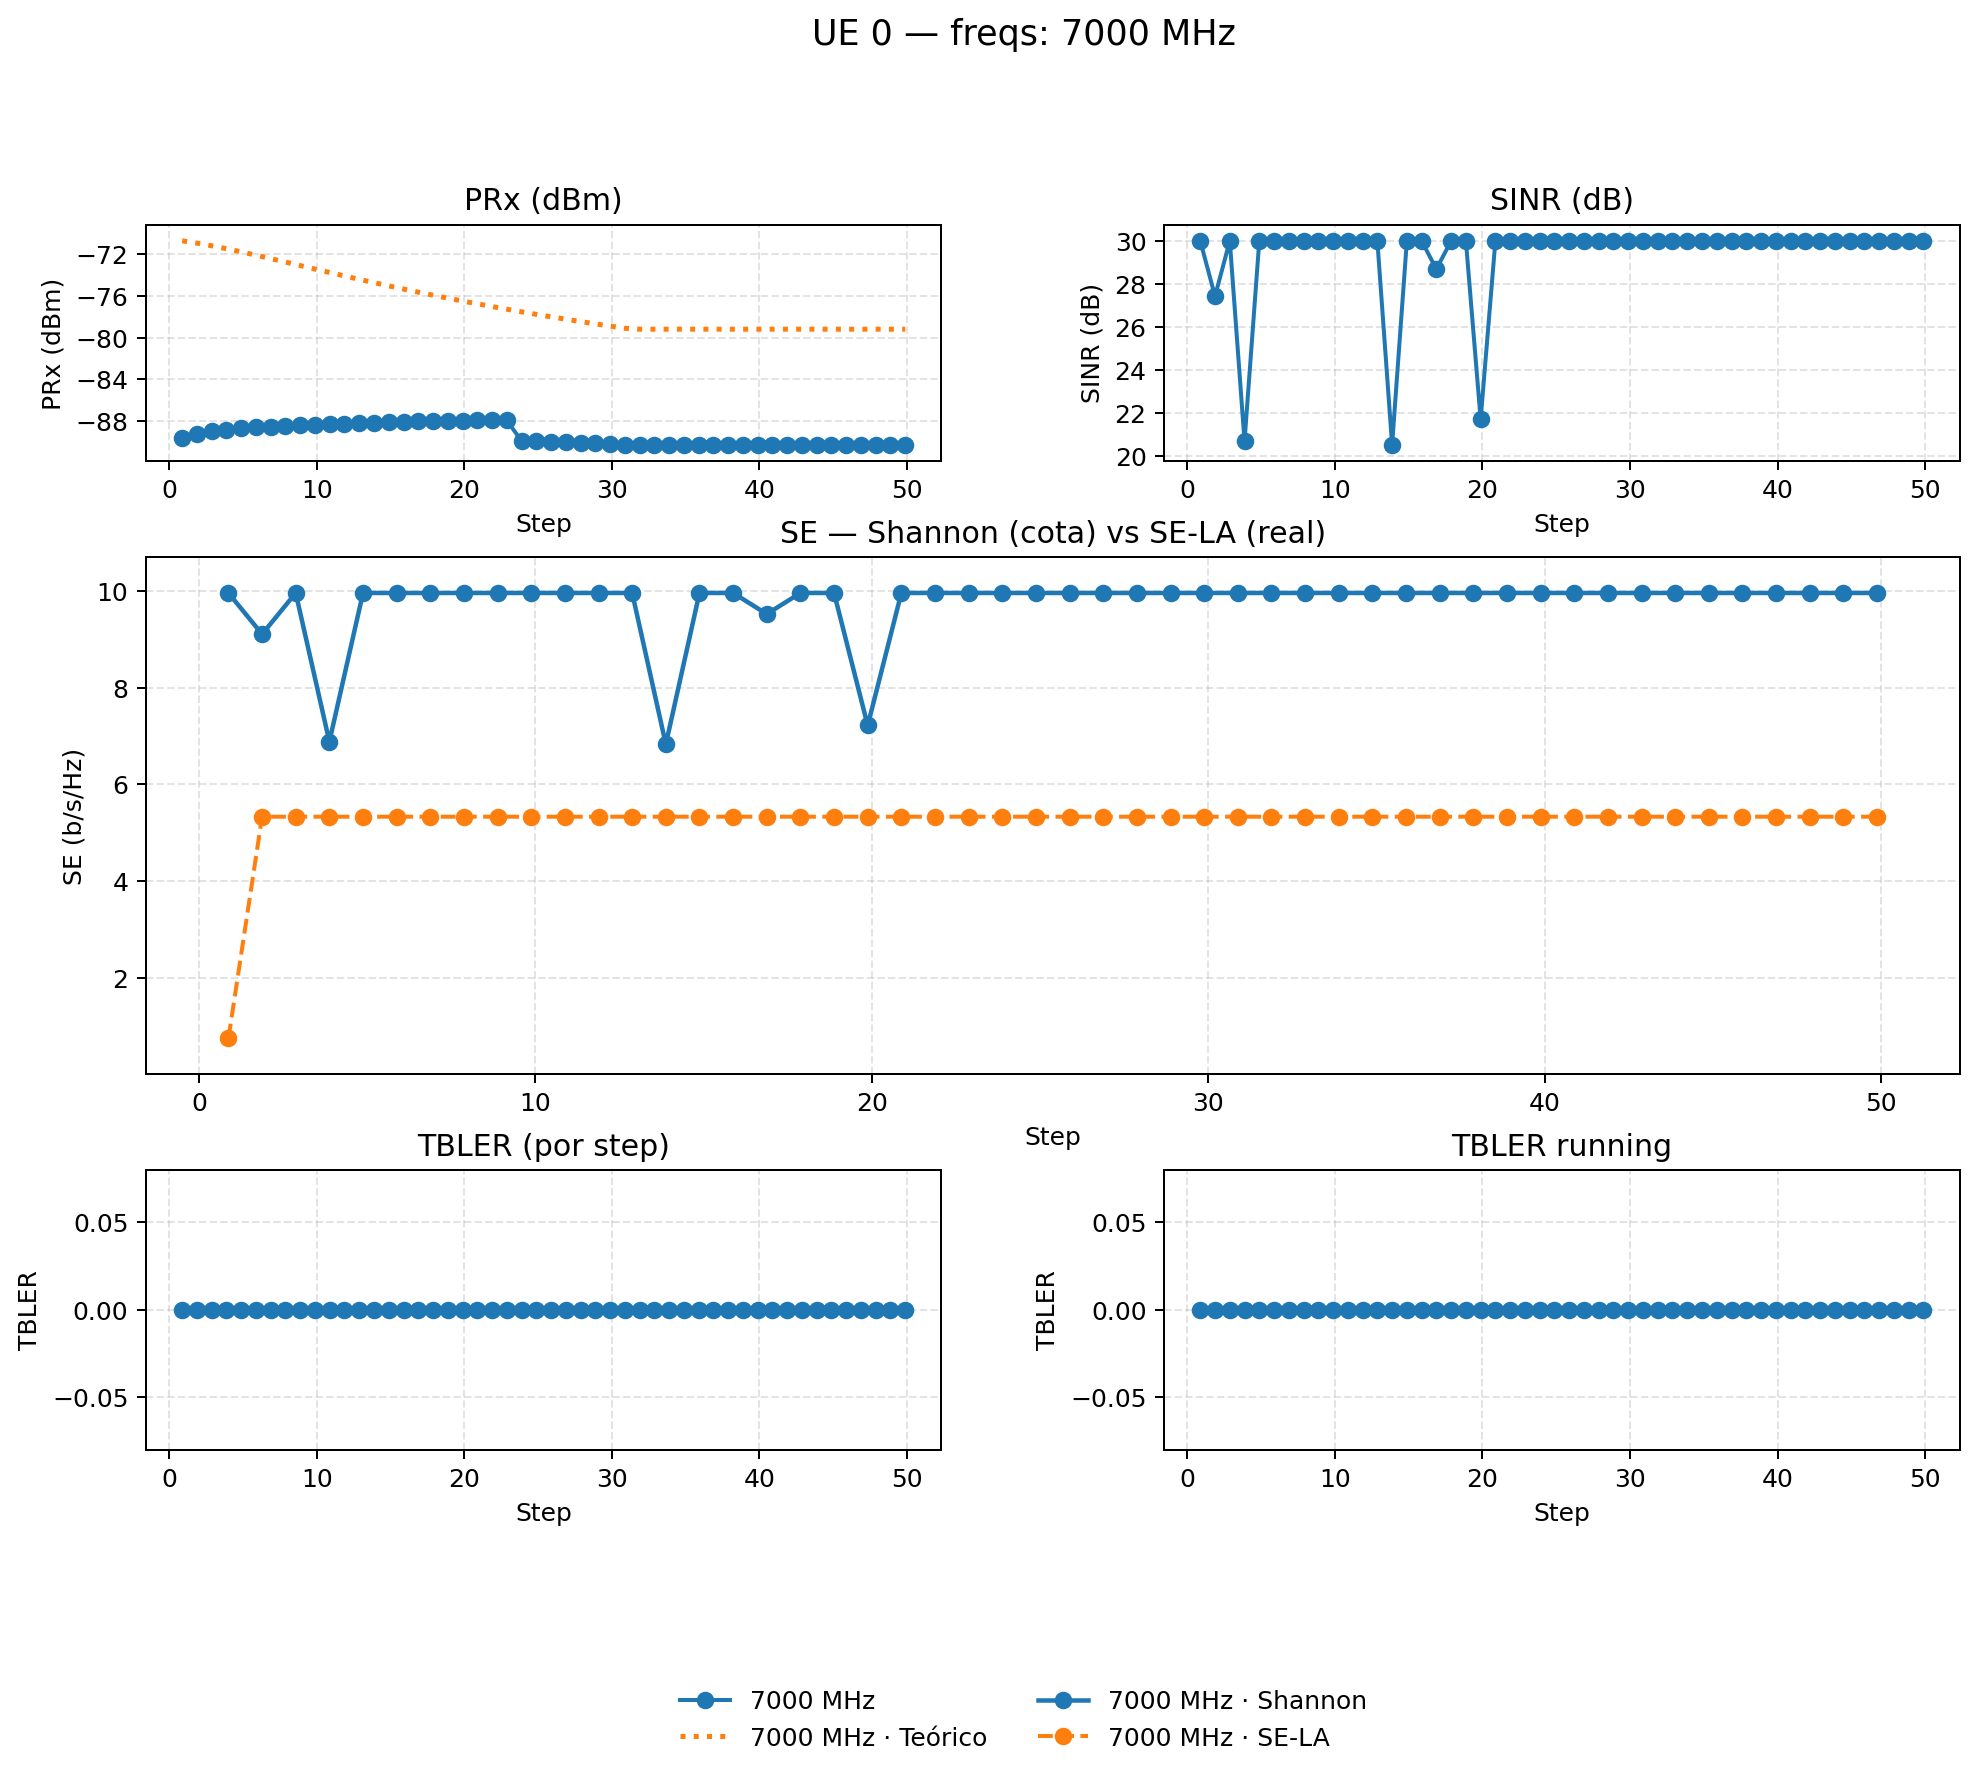 UE 0 — freqs: 7000 MHz
PRx (dBm)
PRx (dBm)
−72
−76
−80
−84
−88
0 10 20 30 40 50
Step
SINR (dB)
SINR (dB)
30
28
26
24
22
20
0 10 20 30 40 50
Step
SE — Shannon (cota) vs SE-LA (real)
SE (b/s/Hz)
10
8
6
4
2
0 10 20 30 40 50
Step
TBLER (por step)
TBLER
0.05
0.00
−0.05
0 10 20 30 40 50
Step
TBLER running
TBLER
0.05
0.00
−0.05
0 10 20 30 40 50
Step
7000 MHz
7000 MHz · Teórico
7000 MHz · Shannon
7000 MHz · SE-LA